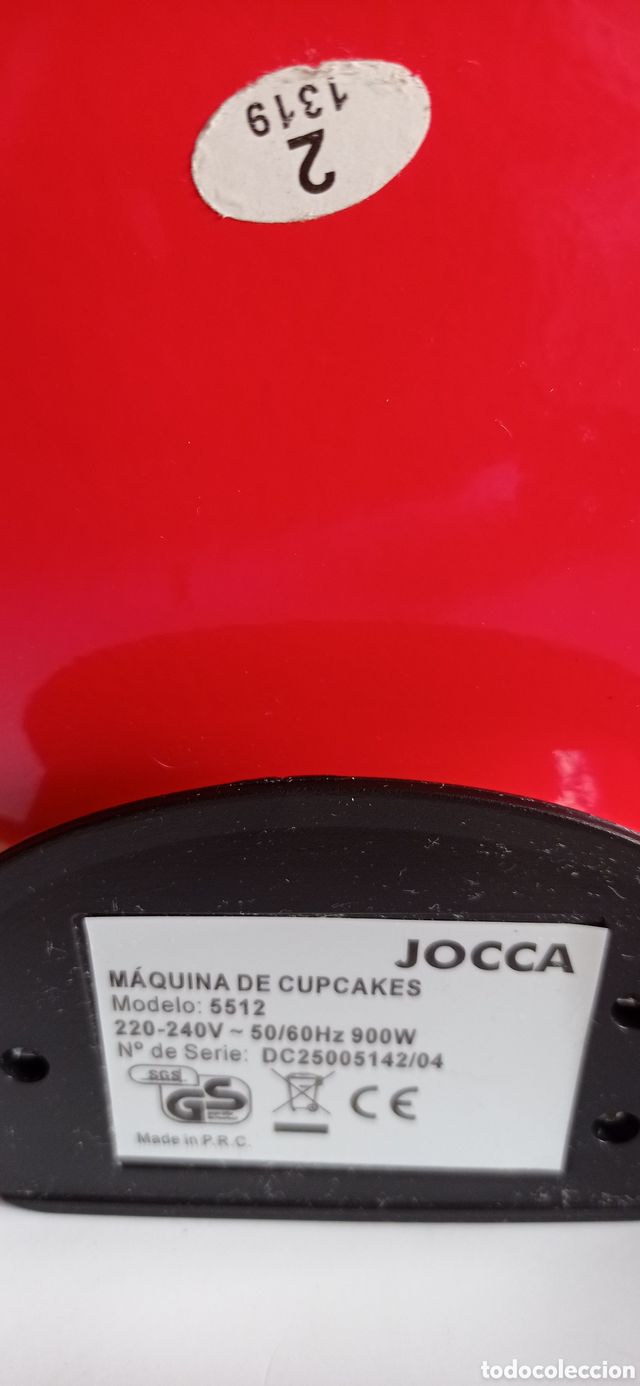 2
1319
JOCCA
MÁQUINA DE CUPCAKES
Modelo: 5512
220-240V ~ 50/60Hz 900W
Nº de Serie: DC25005142/04
SGS
GS
CE
Made in P.R.C.
todocoleccion